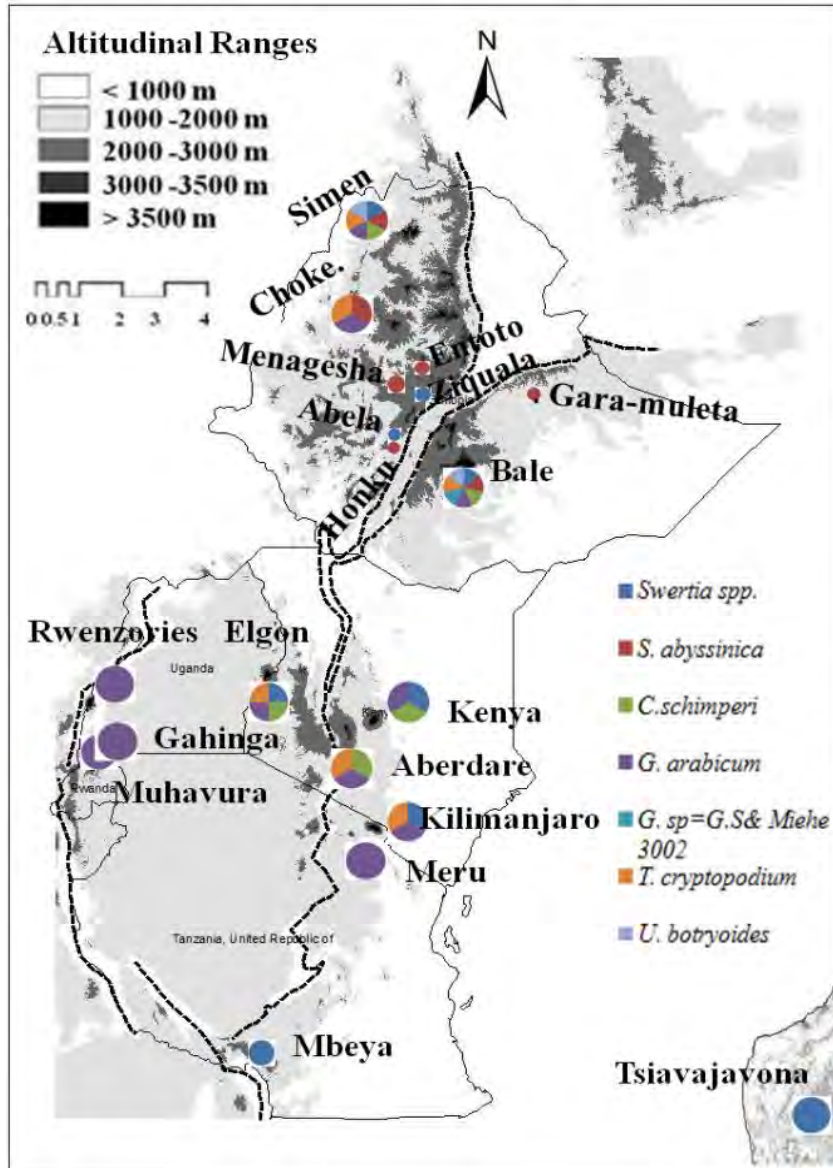 Altitudinal Ranges
< 1000 m
1000 -2000 m
2000 -3000 m
3000 -3500 m
> 3500 m
N
0 0.5 1 2 3 4
Simen
Choke.
Entoto
Menagesha
Ziquala
Abela
Gara-muleta
Honku
Bale
Swertia spp.
S. abyssinica
C.schimperi
G. arabicum
G. sp=G.S& Miehe
3002
T. cryptopodium
U. botryoides
Rwenzories
Elgon
Uganda
Kenya
Gahinga
Aberdare
Muhavura
Rwanda
Kilimanjaro
Meru
Tanzania, United Republic of
Mbeya
Tsiavajavona